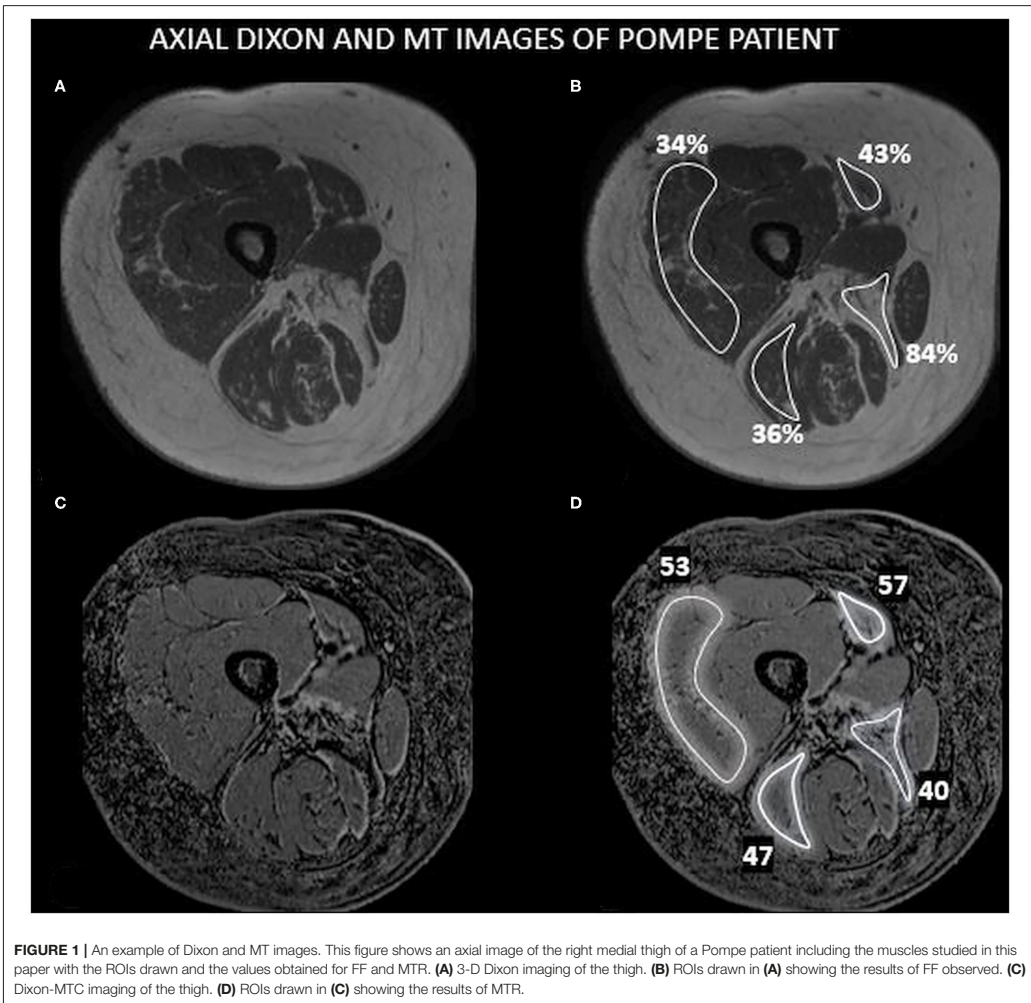 AXIAL DIXON AND MT IMAGES OF POMPE PATIENT
A
B
34%
43%
84%
36%
C
D
53
57
40
47
FIGURE 1 | An example of Dixon and MT images. This figure shows an axial image of the right medial thigh of a Pompe patient including the muscles studied in this
paper with the ROIs drawn and the values obtained for FF and MTR. (A) 3-D Dixon imaging of the thigh. (B) ROIs drawn in (A) showing the results of FF observed. (C)
Dixon-MTC imaging of the thigh. (D) ROIs drawn in (C) showing the results of MTR.